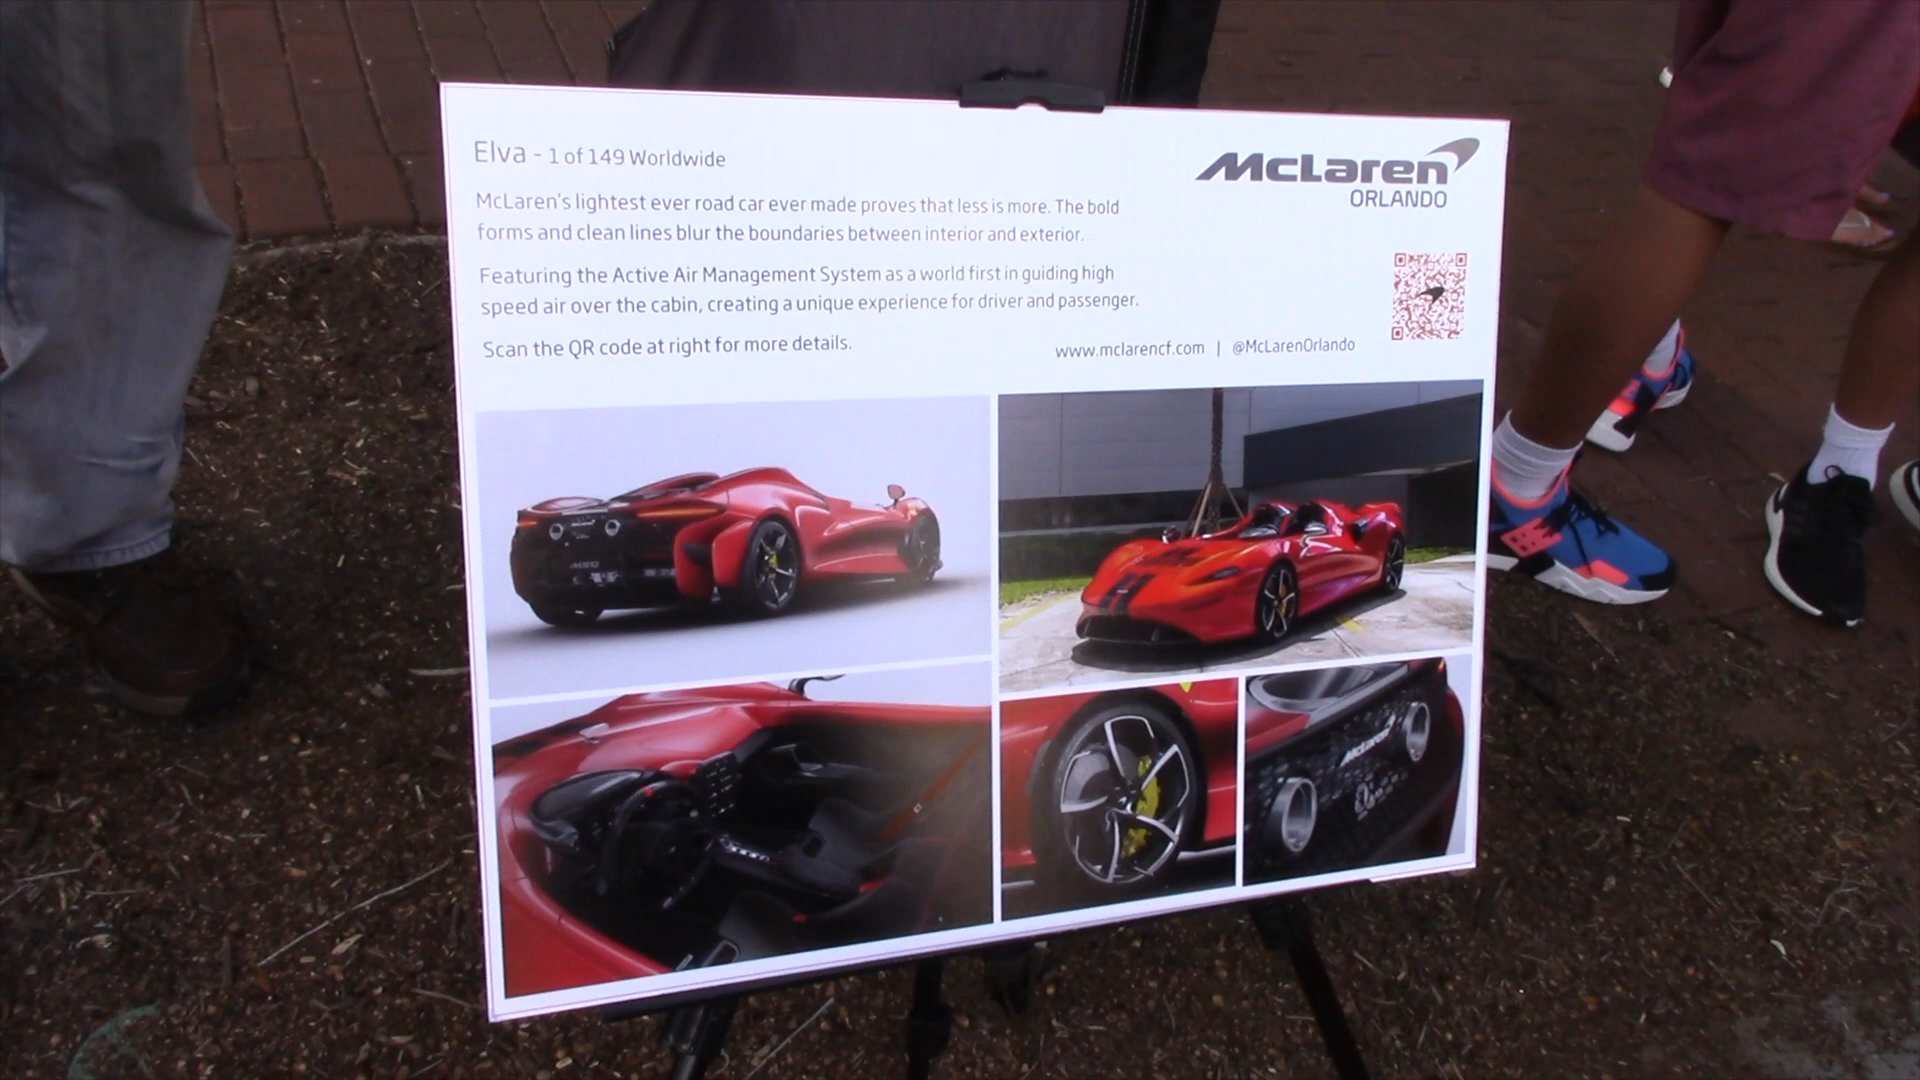 Elva - 1 of 149 Worldwide
McLaren
ORLANDO
McLaren's lightest ever road car ever made proves that less is more. The bold
forms and clean lines blur the boundaries between interior and exterior.
Featuring the Active Air Management System as a world first in guiding high
speed air over the cabin, creating a unique experience for driver and passenger.
Scan the QR code at right for more details.
www.mclarencf.com | @McLarenOrlando
McLaren